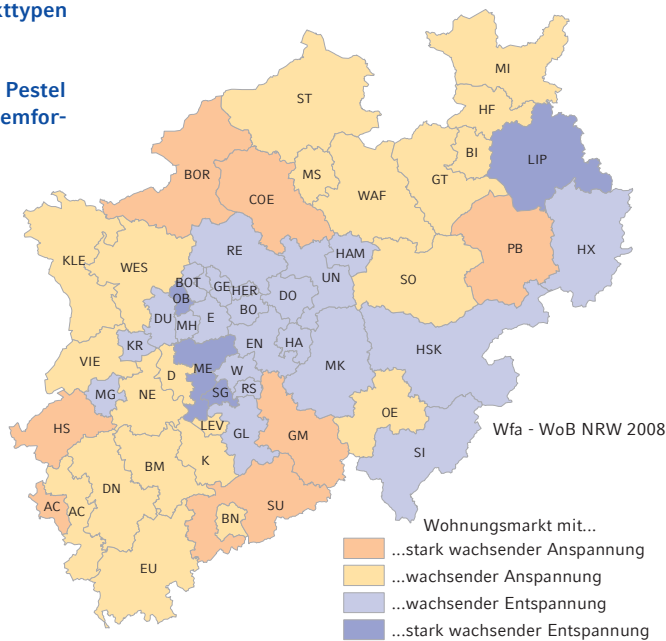 kttypen
Pestel
emfor-
MI
ST
HF
BI
LIP
MS
GT
BOR
WAF
COE
PB
HX
RE
HAM
KLE
WES
UN
SO
BOT
GE
HER
OB
DO
BO
DU
MH
E
EN
HA
KR
HSK
MK
VIE
D
ME
W
RS
MG
NE
SG
OE
LEV
HS
GL
GM
Wfa - WoB NRW 2008
SI
K
BM
DN
AC
AC
SU
BN
EU
Wohnungsmarkt mit...
...stark wachsender Anspannung
...wachsender Anspannung
...wachsender Entspannung
...stark wachsender Entspannung